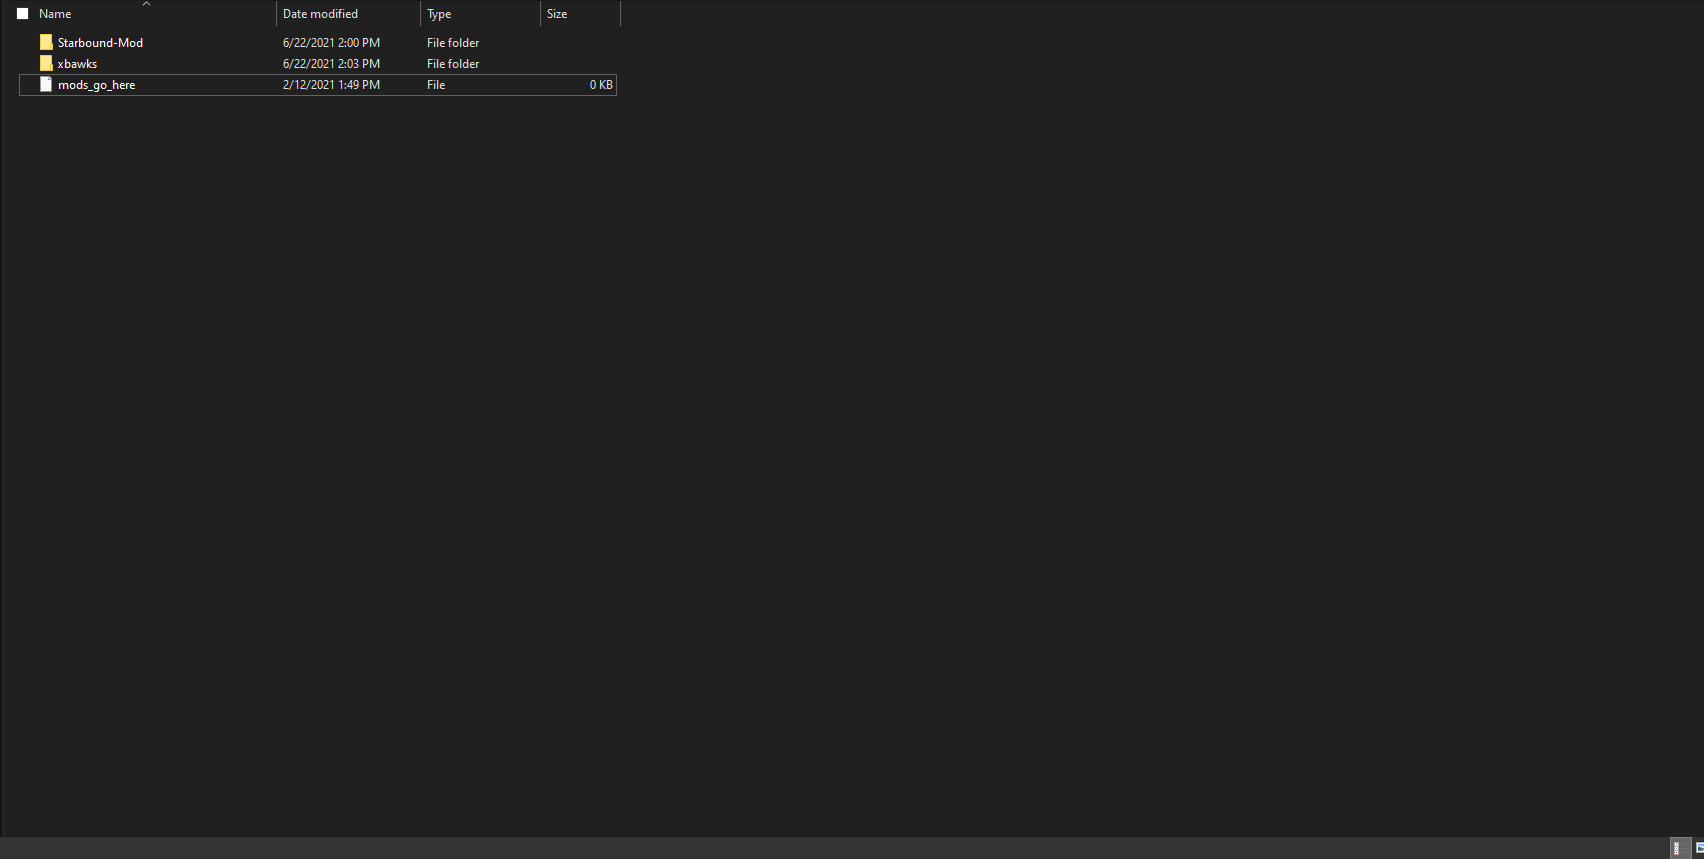 Name Date modified Type Size
Starbound-Mod 6/22/2021 2:00 PM File folder
xbawks 6/22/2021 2:03 PM File folder
mods_go_here 2/12/2021 1:49 PM File 0 KB